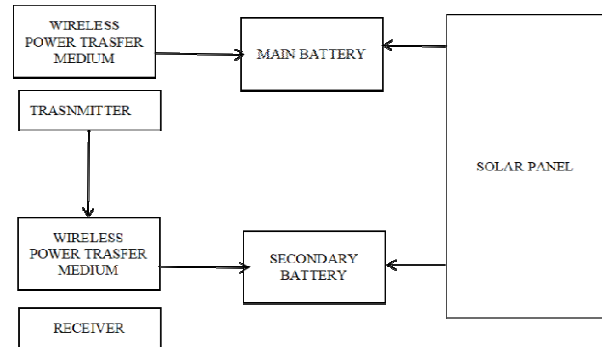 WIRELESS
POWER TRASFER
MEDIUM
MAIN BATTERY
TRASNMITTER
SOLAR PANEL
WIRELESS
POWER TRASFER
MEDIUM
SECONDARY
BATTERY
RECEIVER